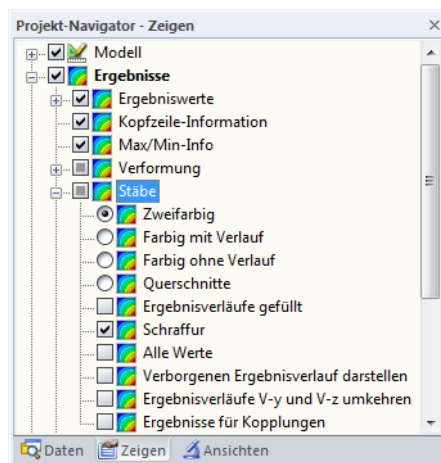 Projekt-Navigator - Zeigen
Modell
Ergebnisse
Ergebniswerte
Kopfzeile-Information
Max/Min-Info
Verformung
Stäbe
Zweifarbig
Farbig mit Verlauf
Farbig ohne Verlauf
Querschnitte
Ergebnisverläufe gefüllt
Schraffur
Alle Werte
Verborgenen Ergebnisverlauf darstellen
Ergebnisverläufe V-y und V-z umkehren
Ergebnisse für Kopplungen
Daten Zeigen Ansichten